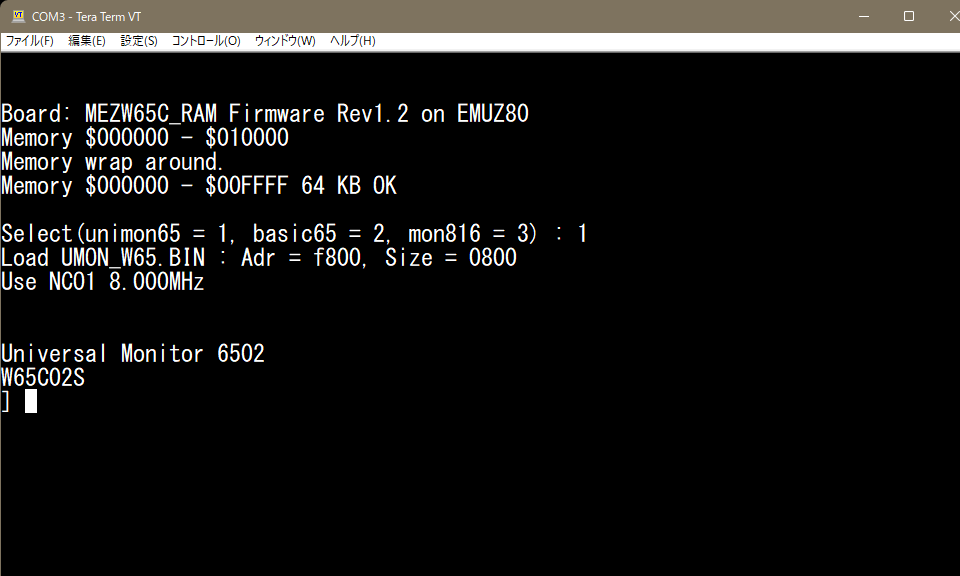 COM3 - Tera Term VT
ファイル(F) 編集(E) 設定(S) コントロール(O) ウィンドウ(W) ヘルプ(H)
Board: MEZW65C_RAM Firmware Rev1.2 on EMUZ80
Memory $000000 - $010000
Memory wrap around.
Memory $000000 - $00FFFF 64 KB OK
Select(unimon65 = 1, basic65 = 2, mon816 = 3) : 1
Load UMON_W65.BIN : Adr = f800, Size = 0800
Use NCO1 8.000MHz
Universal Monitor 6502
W65C02S
]